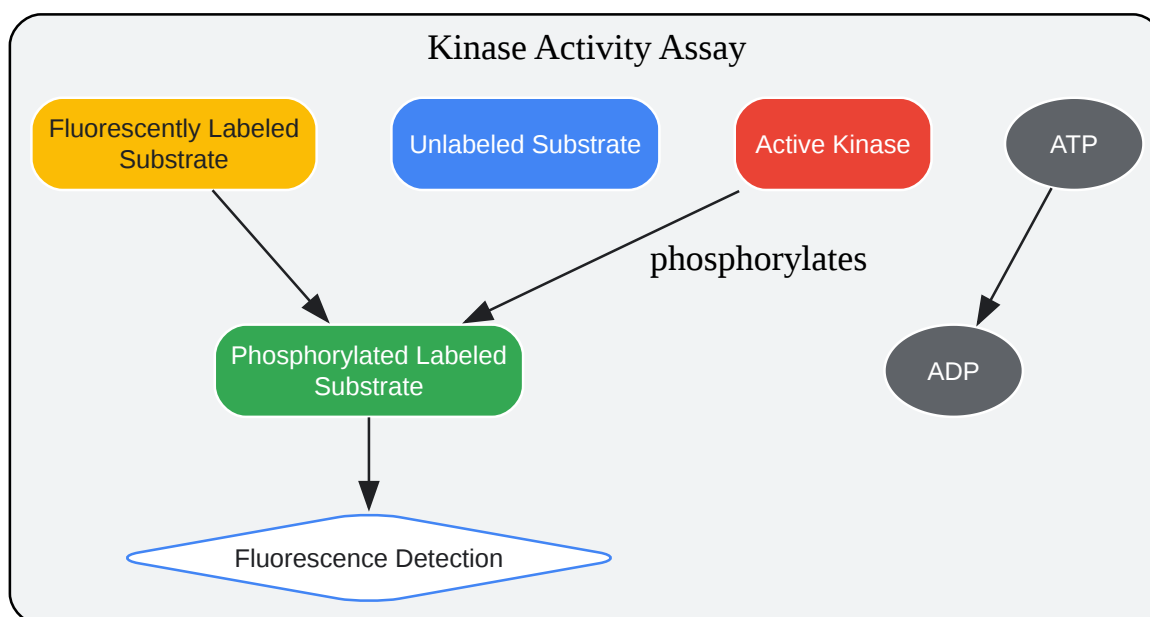 Kinase Activity Assay
Fluorescently Labeled
Substrate
Unlabeled Substrate
Active Kinase
ATP
phosphorylates
Phosphorylated Labeled
Substrate
ADP
Fluorescence Detection